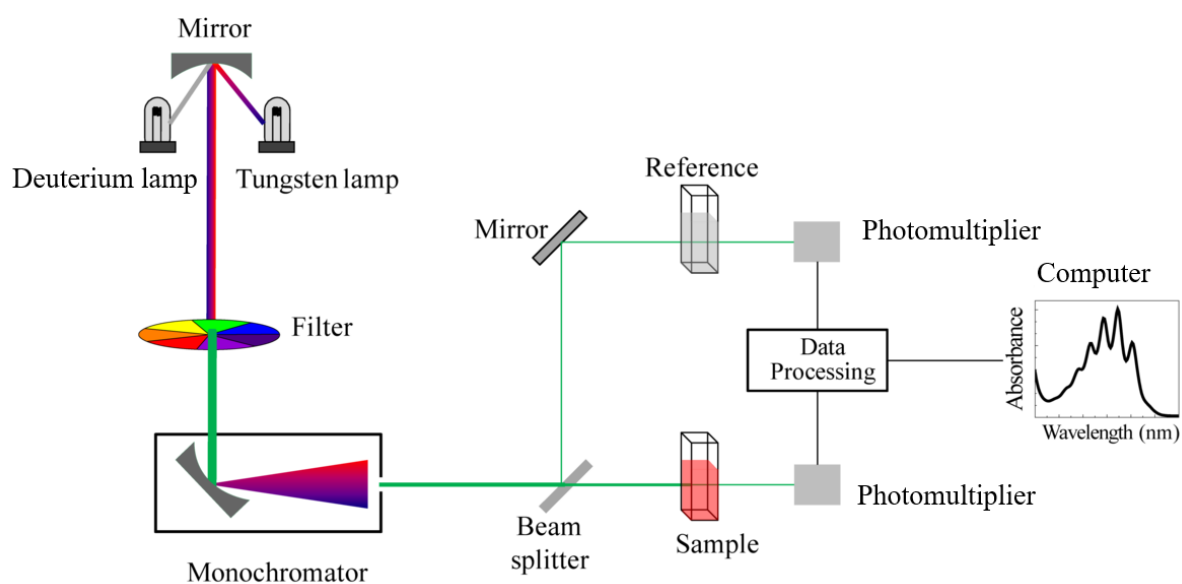 Mirror
Deuterium lamp
Tungsten lamp
Filter
Monochromator
Mirror
Reference
Photomultiplier
Computer
Data
Processing
Absorbance
Wavelength (nm)
Beam
splitter
Sample
Photomultiplier